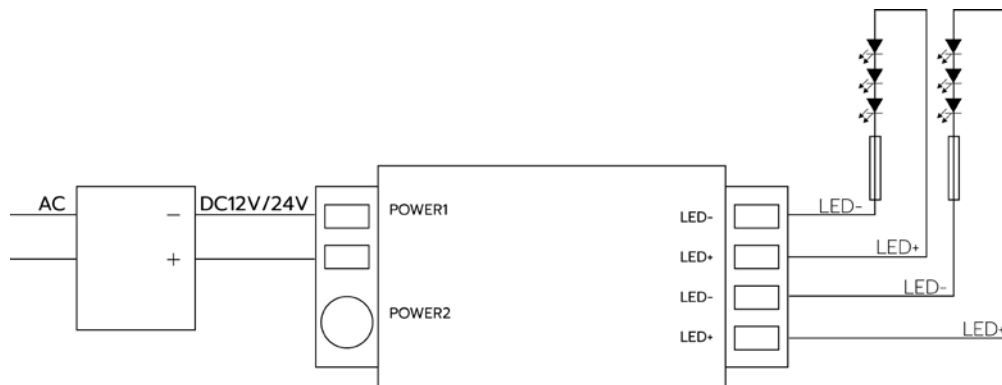 AC
−
DC12V/24V
+
POWER1
POWER2
LED-
LED+
LED-
LED+
LED-
LED+
LED-
LED+